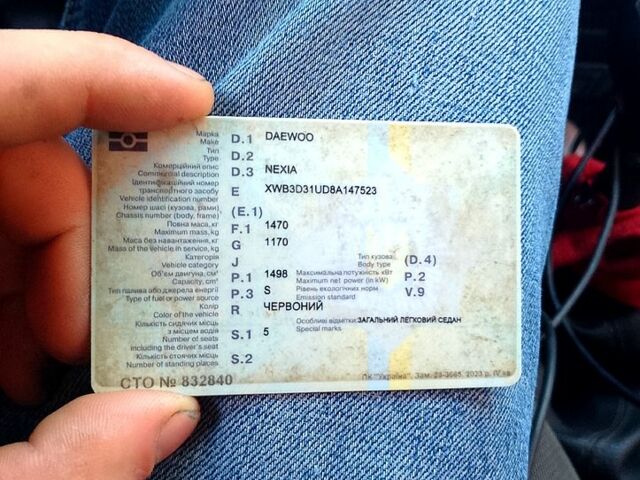 Марка D.1 DAEWOO
Make
Тип D.2
Type
Комерційний опис D.3 NEXIA
Commercial description
Ідентифікаційний номер
транспортного засобу E XWB3D31UD8A147523
Vehicle identification number
Номер шасі (кузова, рами) (E.1)
Chassis number (body, frame)
Повна маса, кг F.1 1470
Maximum mass, kg
Маса без навантаження, кг G 1170
Mass of the vehicle in service, kg
Категорія J Тип кузова (D.4)
Vehicle category Body type
Об'єм двигуна, см³ P.1 1498 Максимальна потужність кВт P.2
Capacity, cm³ Maximum net power (in kW)
Тип палива або джерела енергії P.3 S Рівень екологічних норм V.9
Type of fuel or power source Emission standard
Колір R ЧЕРВОНИЙ
Color of the vehicle
Кількість сидячих місць Особливі відмітки: ЗАГАЛЬНИЙ ЛЕГКОВИЙ СЕДАН
з місцем водія S.1 5 Special marks
Number of seats
including the driver's seat
Кількість стоячих місць S.2
Number of standing places
СТО № 832840 ПК "Україна", Зам. 2023 р. IV кв